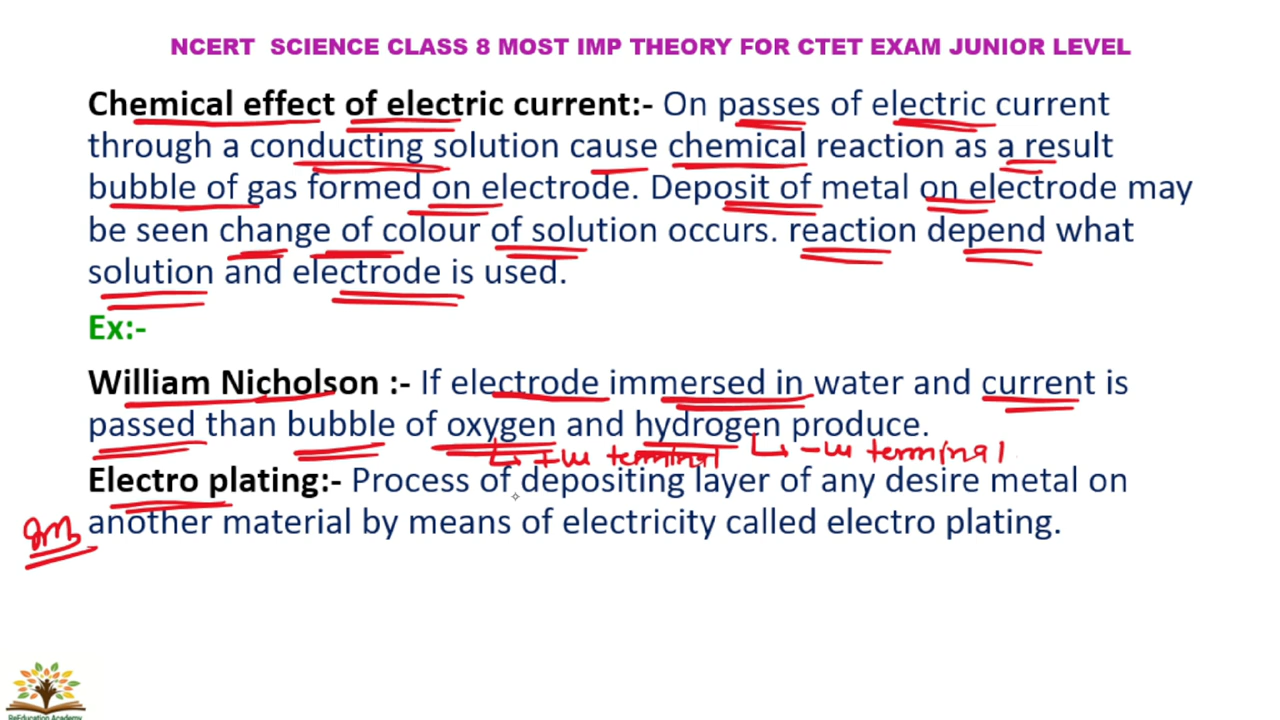 NCERT SCIENCE CLASS 8 MOST IMP THEORY FOR CTET EXAM JUNIOR LEVEL
Chemical effect of electric current:- On passes of electric current
through a conducting solution cause chemical reaction as a result
bubble of gas formed on electrode. Deposit of metal on electrode may
be seen change of colour of solution occurs. reaction depend what
solution and electrode is used.
Ex:-
William Nicholson :- If electrode immersed in water and current is
passed than bubble of oxygen and hydrogen produce.
+ve terminal
-ve terminal
Electro plating:- Process of depositing layer of any desire metal on
another material by means of electricity called electro plating.
ReEducation Academy